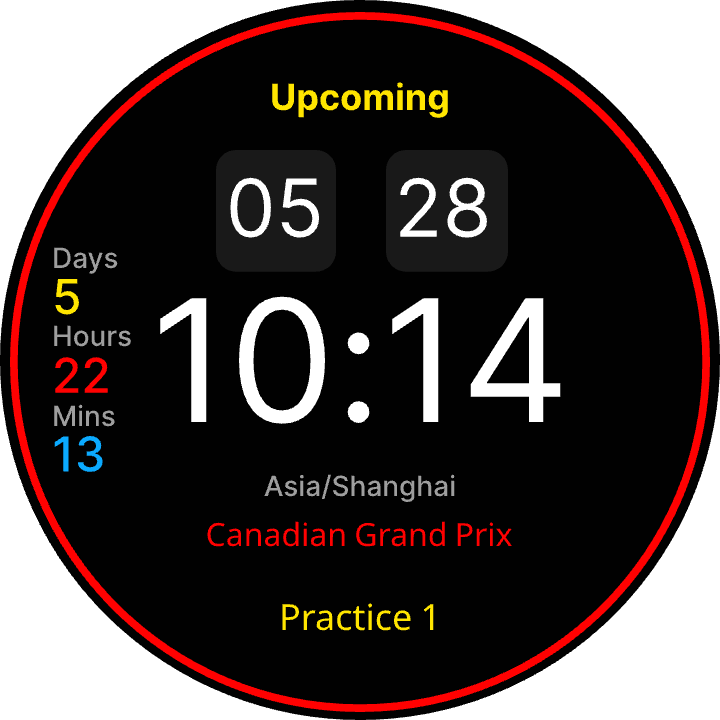 Upcoming
05 28
10:14
Days
5
Hours
22
Mins
13
Asia/Shanghai
Canadian Grand Prix
Practice 1